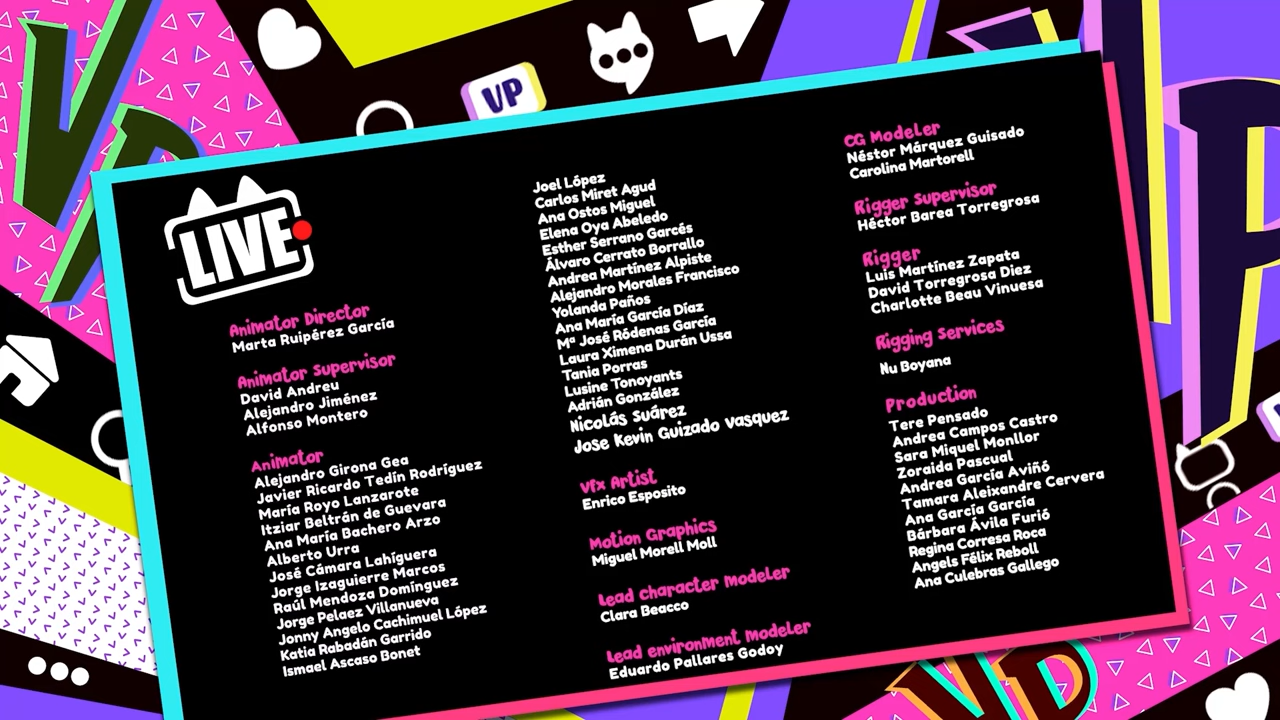 VP
VP
VP
LIVE
Animator Director
Marta Ruipérez García
Animator Supervisor
David Andreu
Alejandro Jiménez
Alfonso Montero
Animator
Alejandro Girona Gea
Javier Ricardo Tedín Rodríguez
María Royo Lanzarote
Itziar Beltrán de Guevara
Ana María Bachero Arzo
Alberto Urra
José Cámara Lahíguera
Jorge Izaguierre Marcos
Raúl Mendoza Domínguez
Jorge Pelaez Villanueva
Jonny Angelo Cachimuel López
Katia Rabadán Garrido
Ismael Ascaso Bonet
Joel López
Carlos Miret Agud
Ana Ostos Miguel
Elena Oya Abeledo
Esther Serrano Garcés
Álvaro Cerrato Borrallo
Andrea Martínez Alpiste
Alejandro Morales Francisco
Yolanda Paños
Ana María García Díaz
Mª José Ródenas García
Laura Ximena Durán Ussa
Tania Porras
Lusine Tonoyants
Adrián González
Nicolás Suárez
Jose Kevin Guizado Vasquez
Vfx Artist
Enrico Esposito
Motion Graphics
Miguel Morell Moll
Lead character modeler
Clara Beacco
Lead environment modeler
Eduardo Pallares Godoy
CG Modeler
Néstor Márquez Guisado
Carolina Martorell
Rigger Supervisor
Héctor Barea Torregrosa
Rigger
Luis Martínez Zapata
David Torregrosa Diez
Charlotte Beau Vinuesa
Rigging Services
Nu Boyana
Production
Tere Pensado
Andrea Campos Castro
Sara Miquel Monllor
Zoraida Pascual
Andrea García Aviñó
Tamara Aleixandre Cervera
Ana García García
Bárbara Ávila Furió
Regina Corresa Roca
Angels Félix Reboll
Ana Culebras Gallego
VP